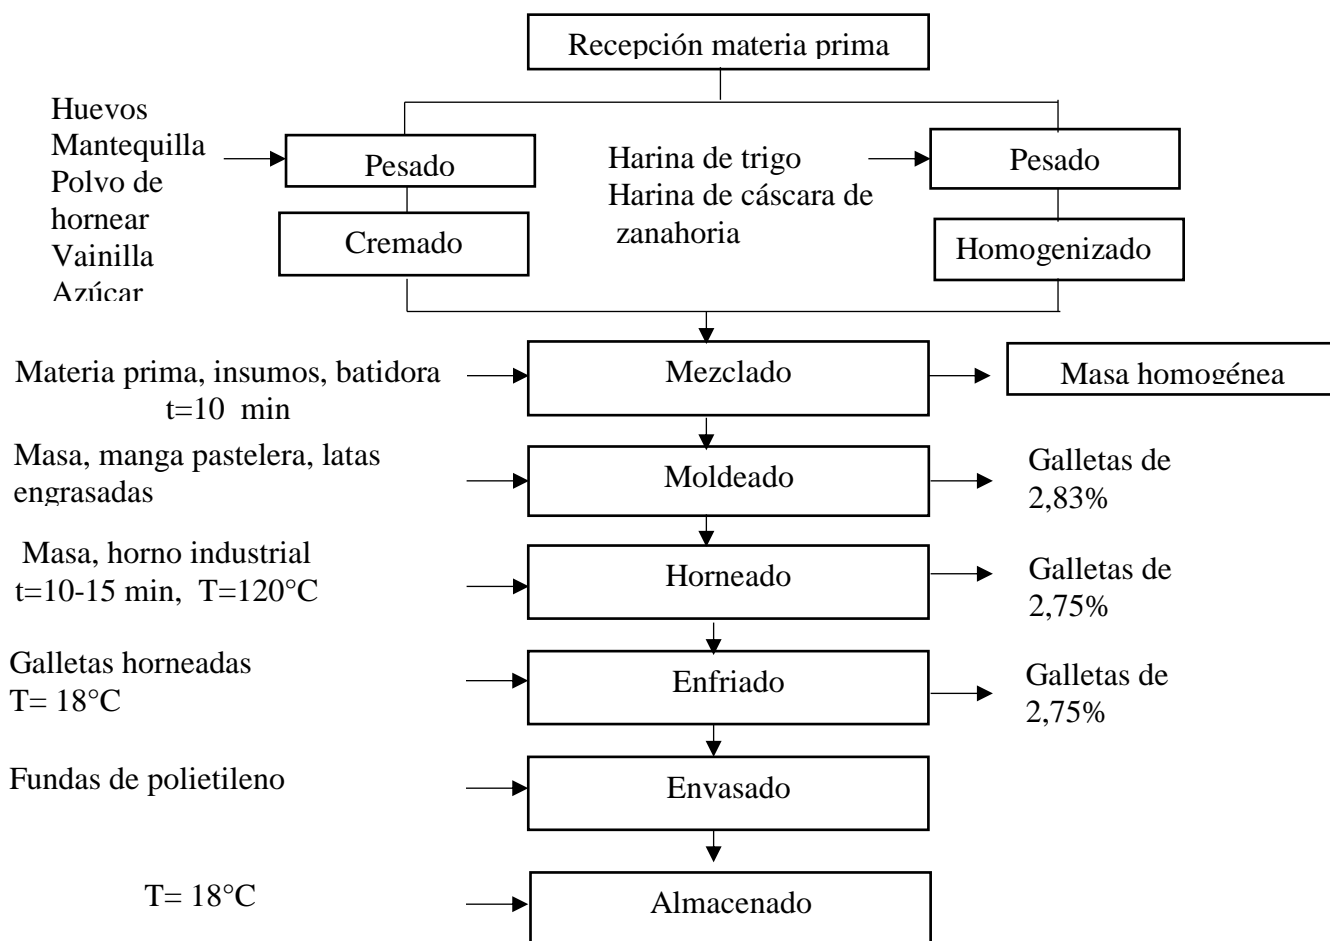 Recepción materia prima
Huevos
Mantequilla
Polvo de
hornear
Vainilla
Azúcar
Pesado
Cremado
Harina de trigo
Harina de cáscara de
zanahoria
Pesado
Homogenizado
Materia prima, insumos, batidora
t=10 min
Mezclado
Masa homogénea
Masa, manga pastelera, latas
engrasadas
Moldeado
Galletas de
2,83%
Masa, horno industrial
t=10-15 min, T=120°C
Horneado
Galletas de
2,75%
Galletas horneadas
T= 18°C
Enfriado
Galletas de
2,75%
Fundas de polietileno
Envasado
T= 18°C
Almacenado